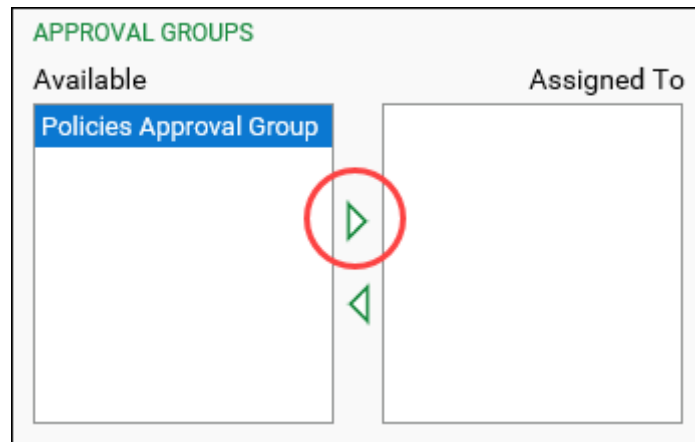 APPROVAL GROUPS
Available
Assigned To
Policies Approval Group